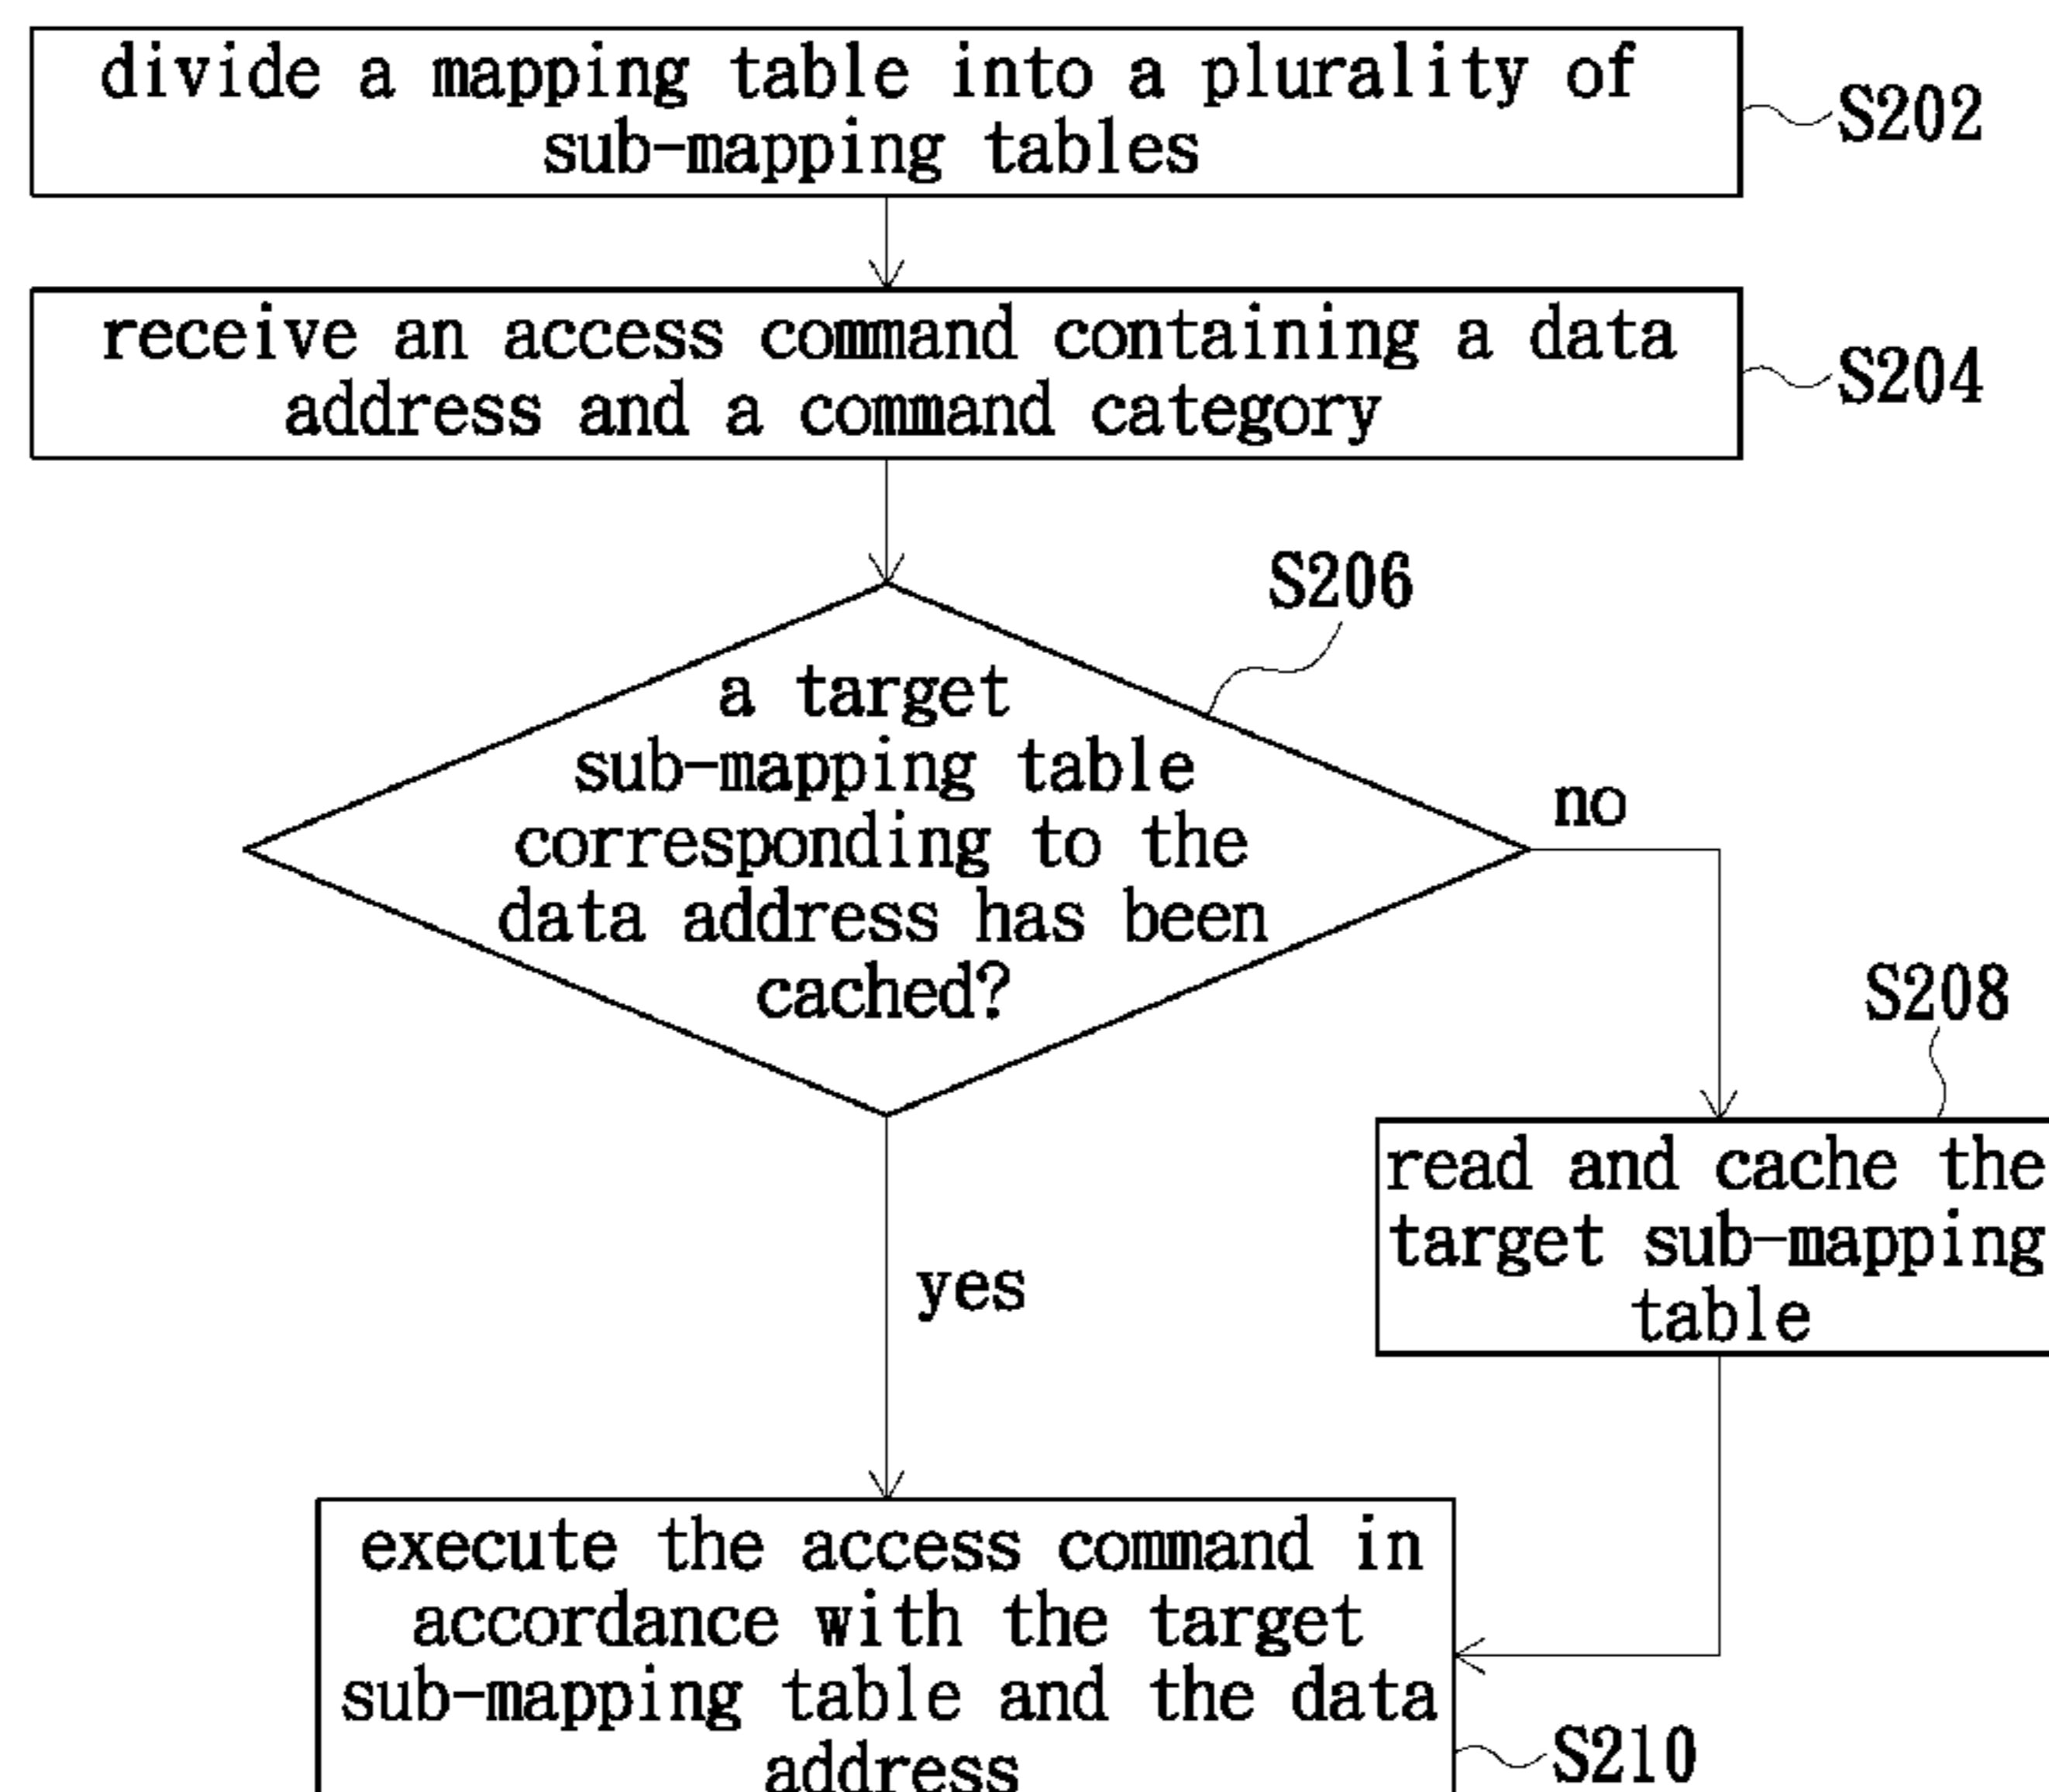 divide a mapping table into a plurality of
sub-mapping tables
S202
receive an access command containing a data
address and a command category
S204
S206
a target
sub-mapping table
corresponding to the
data address has been
cached?
no
S208
read and cache the
target sub-mapping
table
yes
execute the access command in
accordance with the target
sub-mapping table and the data
address
S210